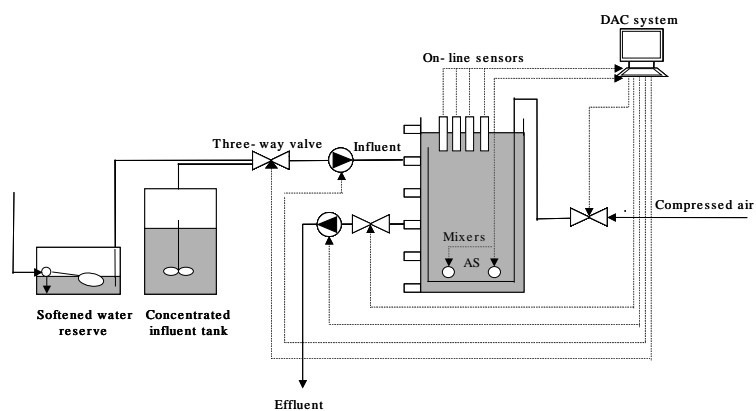 DAC system
On-line sensors
Three-way valve
Influent
Compressed air
Mixers
AS
Softened water
reserve
Concentrated
influent tank
Effluent